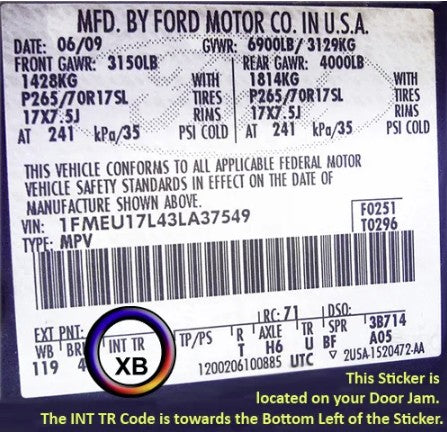 MFD. BY FORD MOTOR CO. IN U.S.A.
DATE: 06/09 GVWR: 6900LB/ 3129KG
FRONT GAWR: 3150LB REAR GAWR: 4000LB
1428KG WITH 1814KG WITH
P265/70R17SL TIRES P265/70R17SL TIRES
17X7.5J RIMS 17X7.5J RIMS
AT 241 kPa/35 PSI COLD AT 241 kPa/35 PSI COLD
THIS VEHICLE CONFORMS TO ALL APPLICABLE FEDERAL MOTOR
VEHICLE SAFETY STANDARDS IN EFFECT ON THE DATE OF
MANUFACTURE SHOWN ABOVE.
VIN: 1FMEU17L43LA37549 F0251
TYPE: MPV T0296
EXT PNT: RC: 71 DSO:
WB BRK INT TR TP/PS R AXLE TR SPR 3B714
119 4 XB T H6 U BF A05
1200206100885 UTC ▽ 2USA-1520472-AA
This Sticker is
located on your Door Jam.
The INT TR Code is towards the Bottom Left of the Sticker.